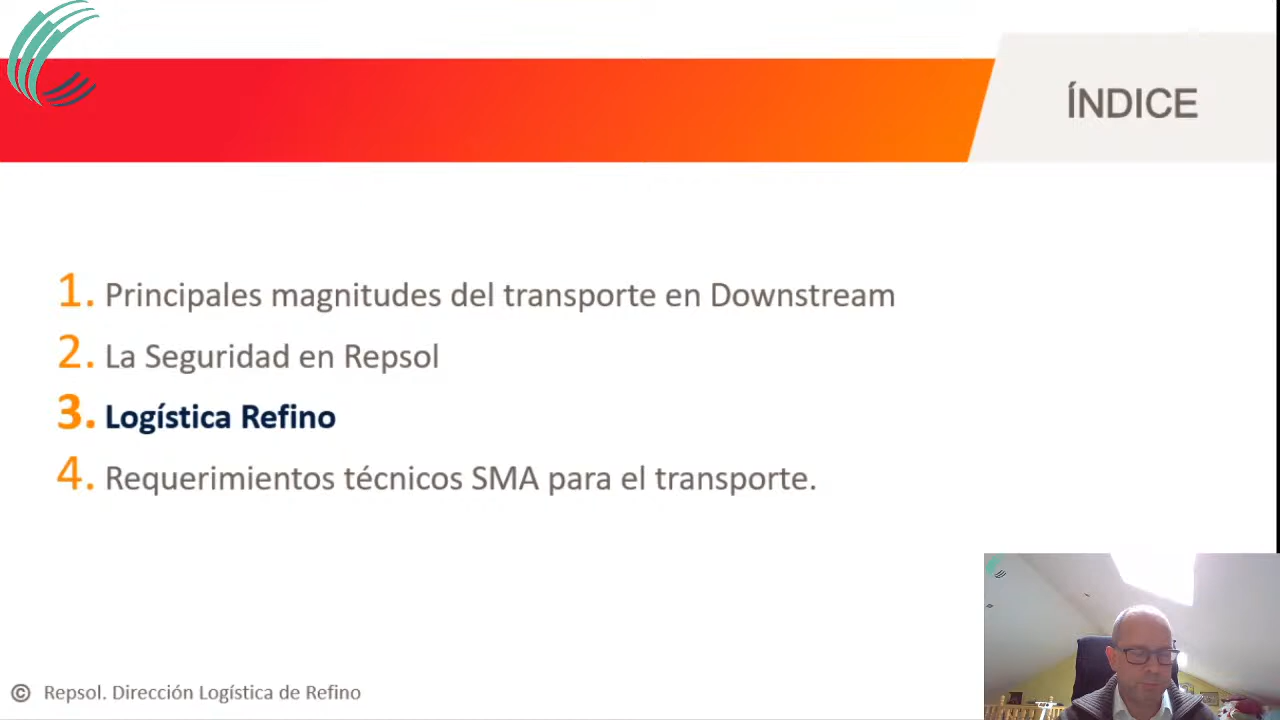 ÍNDICE
1. Principales magnitudes del transporte en Downstream
2. La Seguridad en Repsol
3. Logística Refino
4. Requerimientos técnicos SMA para el transporte.
© Repsol. Dirección Logística de Refino